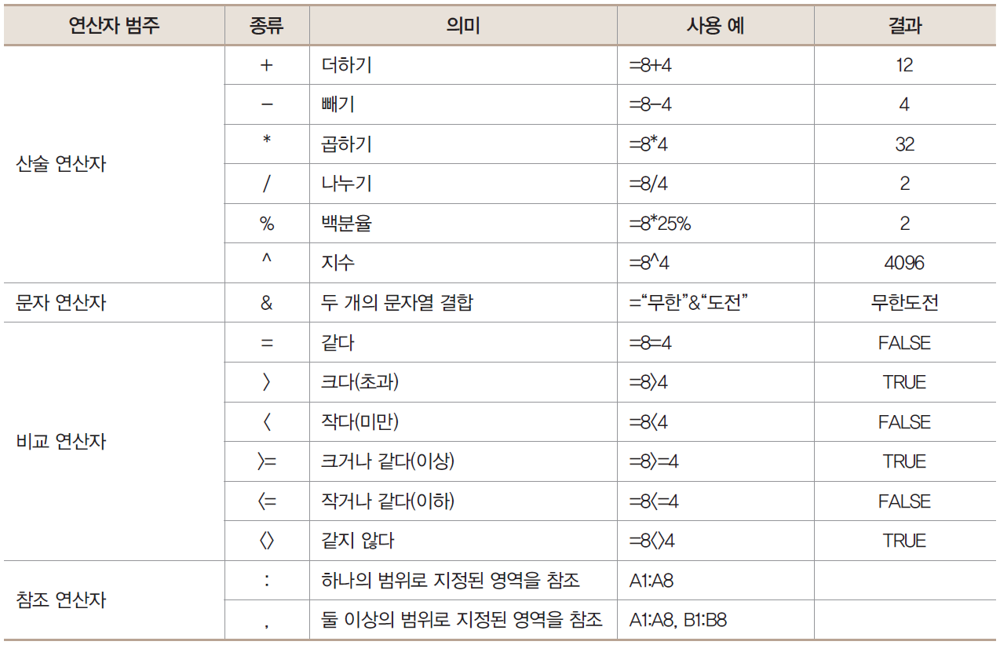 연산자 범주 종류 의미 사용 예 결과
+ 더하기 =8+4 12
- 빼기 =8-4 4
* 곱하기 =8*4 32
산술 연산자
/ 나누기 =8/4 2
% 백분율 =8*25% 2
^ 지수 =8^4 4096
문자 연산자 & 두 개의 문자열 결합 =“무한”&“도전” 무한도전
= 같다 =8=4 FALSE
> 크다(초과) =8>4 TRUE
< 작다(미만) =8<4 FALSE
비교 연산자
>= 크거나 같다(이상) =8>=4 TRUE
<= 작거나 같다(이하) =8<=4 FALSE
<> 같지 않다 =8<>4 TRUE
: 하나의 범위로 지정된 영역을 참조 A1:A8
참조 연산자
, 둘 이상의 범위로 지정된 영역을 참조 A1:A8, B1:B8